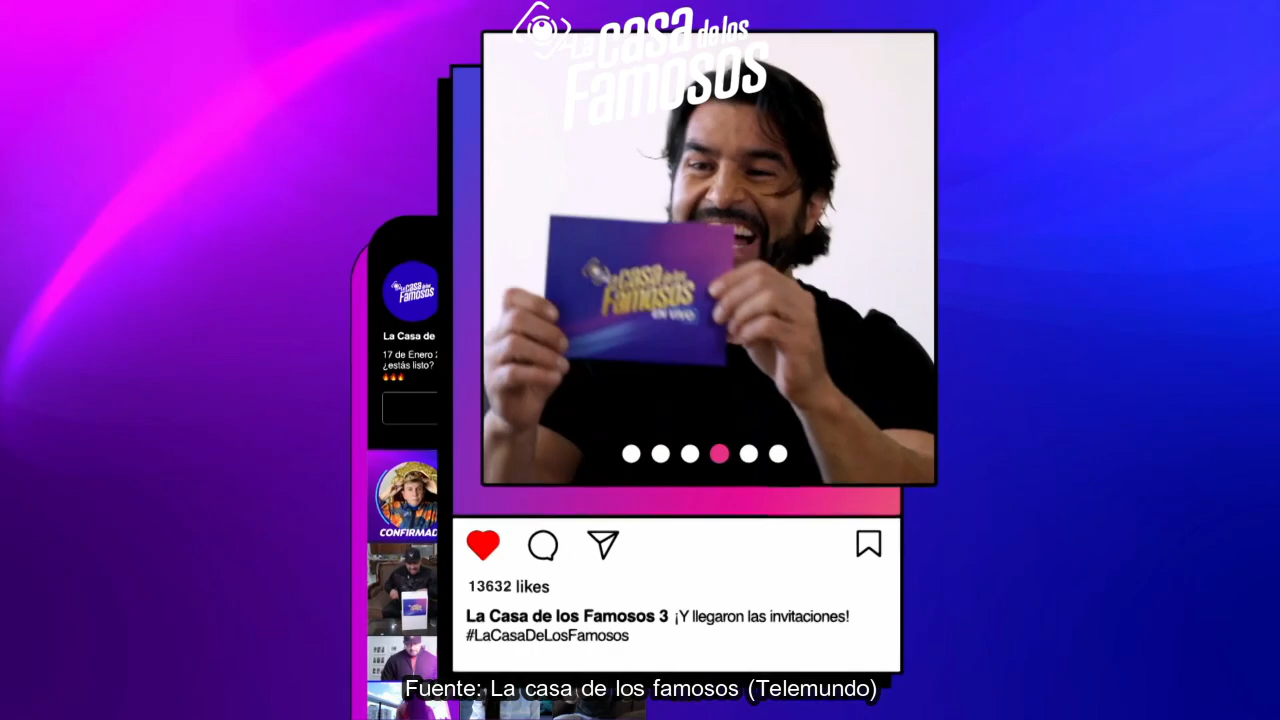 La casa de los
Famosos
La casa de los
Famosos
EN VIVO
La casa de los
Famosos
La Casa de
17 de Enero
¿estás listo?
CONFIRMAD
13632 likes
La Casa de los Famosos 3 ¡Y llegaron las invitaciones!
#LaCasaDeLosFamosos
Fuente: La casa de los famosos (Telemundo)